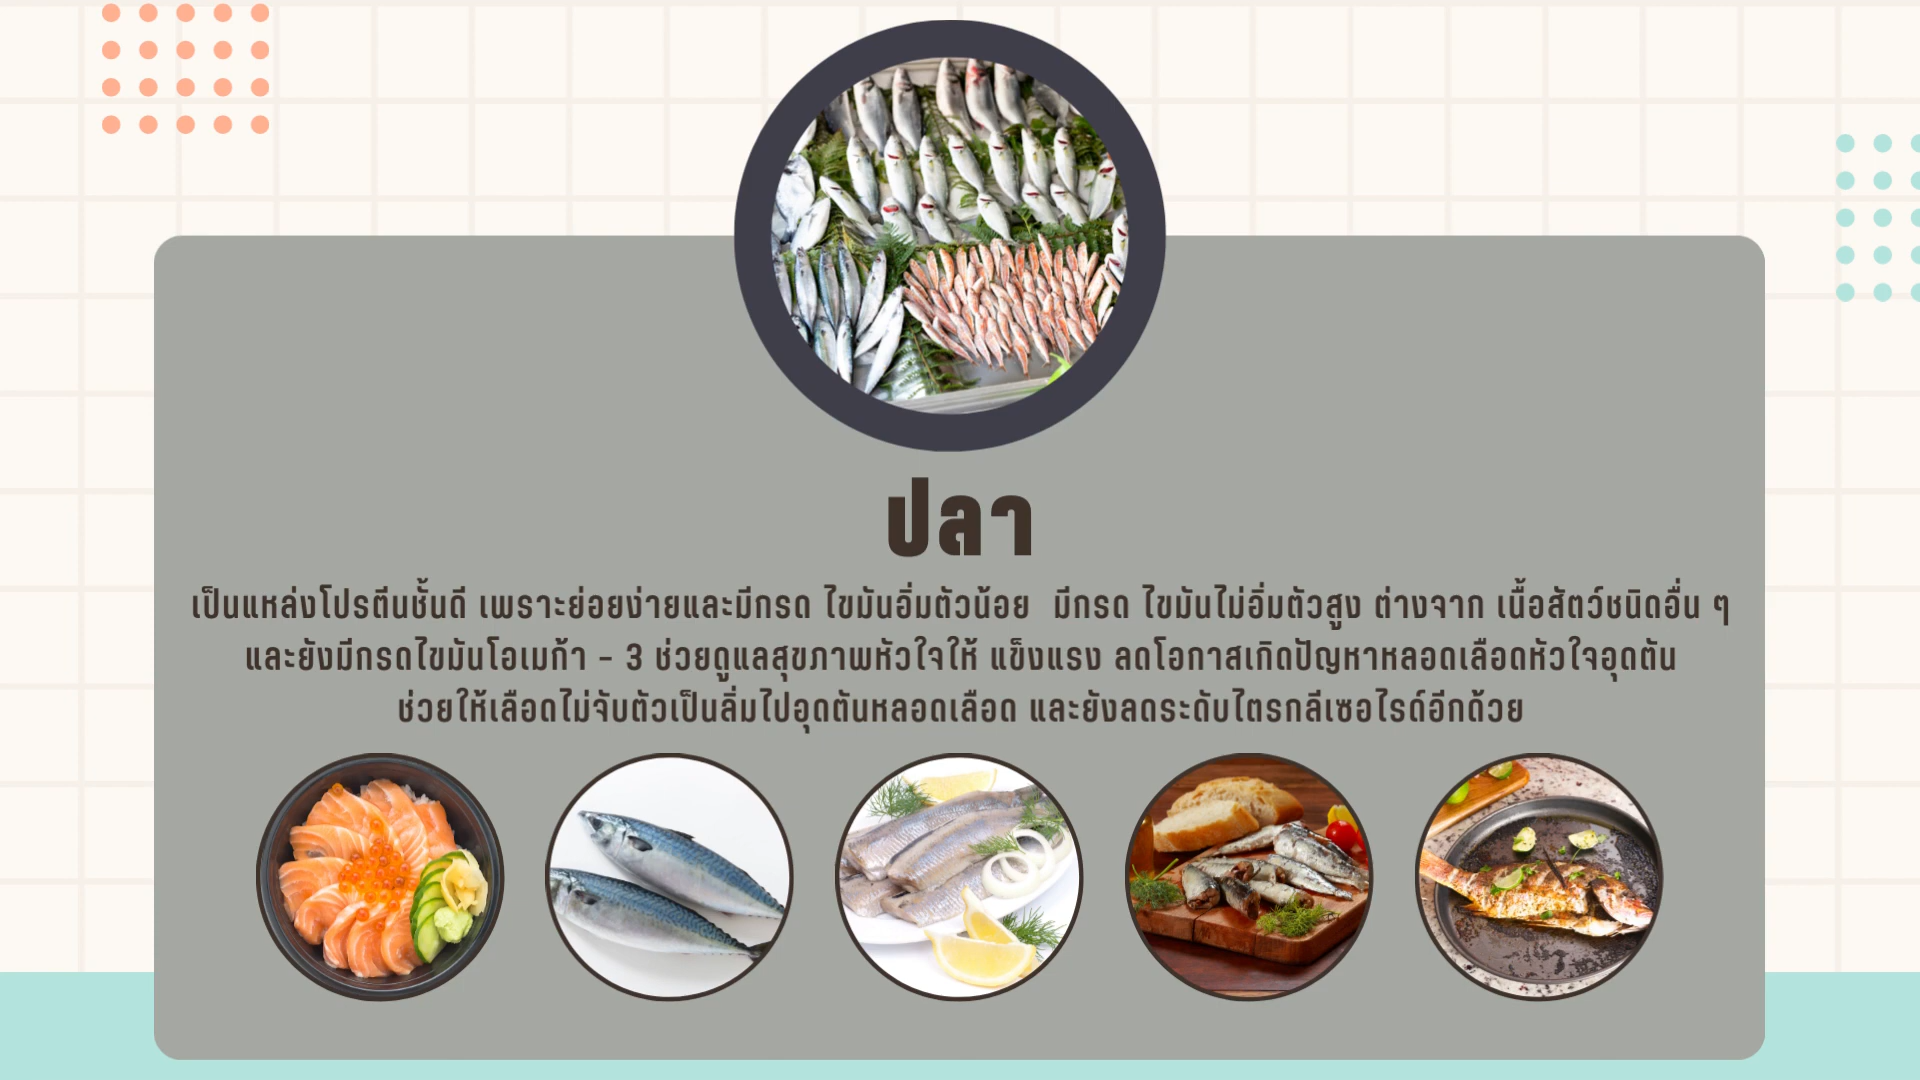 ปลา
เป็นแหล่งโปรตีนชั้นดี เพราะย่อยง่ายและมีกรด ไขมันอิ่มตัวน้อย  มีกรด ไขมันไม่อิ่มตัวสูง ต่างจาก เนื้อสัตว์ชนิดอื่น ๆ
และยังมีกรดไขมันโอเมก้า - 3 ช่วยดูแลสุขภาพหัวใจให้ แข็งแรง ลดโอกาสเกิดปัญหาหลอดเลือดหัวใจอุดตัน
ช่วยให้เลือดไม่จับตัวเป็นลิ่มไปอุดตันหลอดเลือด และยังลดระดับไตรกลีเซอไรด์อีกด้วย